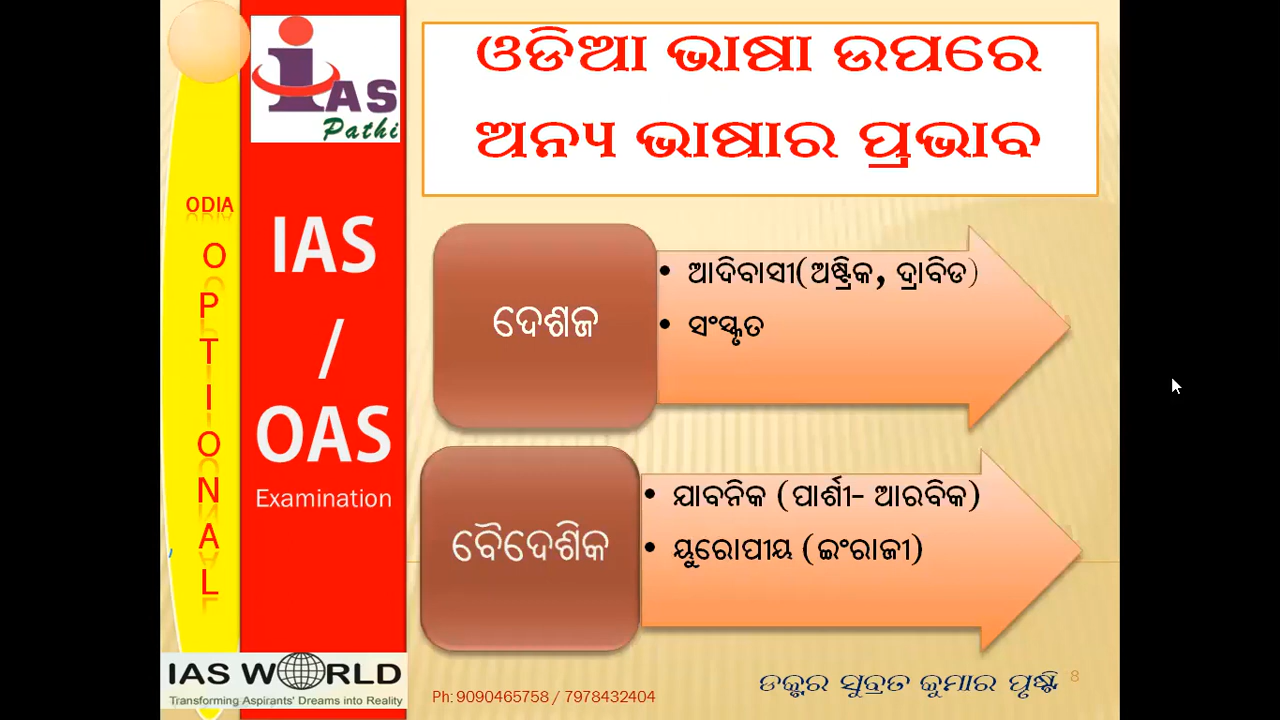 ଓଡିଆ ଭାଷା ଉପରେ
ଅନ୍ୟ ଭାଷାର ପ୍ରଭାବ
iAS
Pathi
ODIA
OPTIONAL
IAS
/
OAS
Examination
ଦେଶଜ
• ଆଦିବାସୀ(ଅଷ୍ଟ୍ରିକ, ଦ୍ରାବିଡ)
• ସଂସ୍କୃତ
ବୈଦେଶିକ
• ଯାବନିକ (ପାର୍ଶୀ- ଆରବିକ)
• ୟୁରୋପୀୟ (ଇଂରାଜୀ)
IAS WORLD
Transforming Aspirants' Dreams into Reality
Ph: 9090465758 / 7978432404
ଡକ୍ଟର ସୁବ୍ରତ କୁମାର ପୃଷ୍ଟି
8